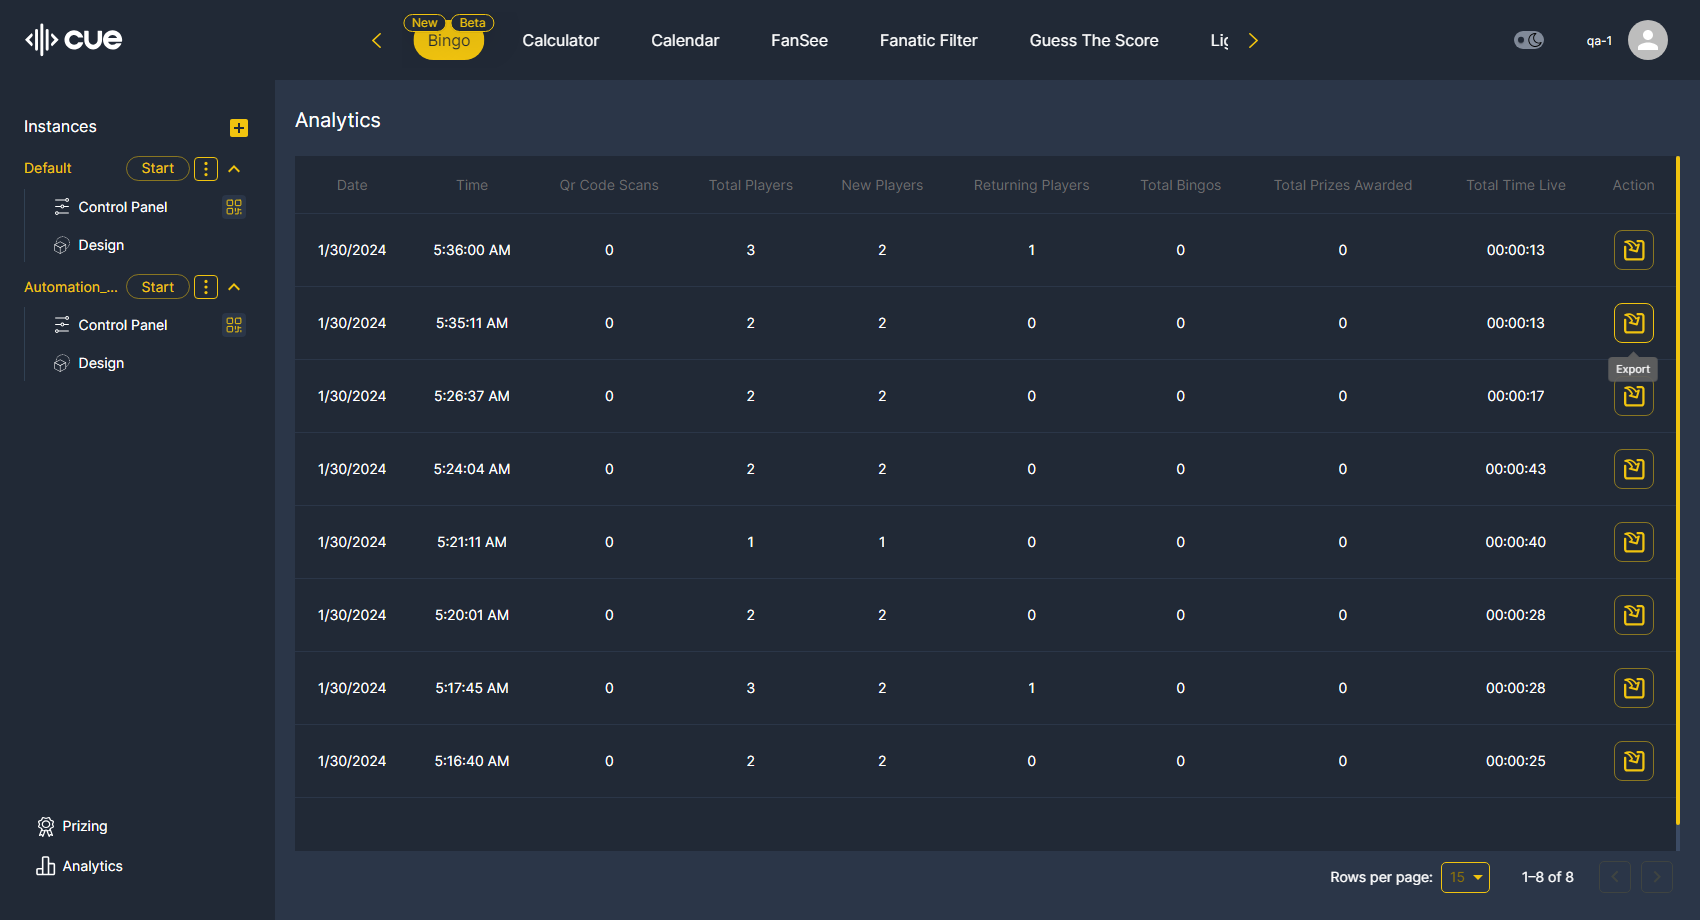 cue
New Beta
Bingo Calculator Calendar FanSee Fanatic Filter Guess The Score
qa-1
Instances
Default Start
Control Panel
Design
Automation_... Start
Control Panel
Design
Prizing
Analytics
Analytics
Date Time Qr Code Scans Total Players New Players Returning Players Total Bingos Total Prizes Awarded Total Time Live Action
1/30/2024 5:36:00 AM 0 3 2 1 0 0 00:00:13
1/30/2024 5:35:11 AM 0 2 2 0 0 0 00:00:13
Export
1/30/2024 5:26:37 AM 0 2 2 0 0 0 00:00:17
1/30/2024 5:24:04 AM 0 2 2 0 0 0 00:00:43
1/30/2024 5:21:11 AM 0 1 1 0 0 0 00:00:40
1/30/2024 5:20:01 AM 0 2 2 0 0 0 00:00:28
1/30/2024 5:17:45 AM 0 3 2 1 0 0 00:00:28
1/30/2024 5:16:40 AM 0 2 2 0 0 0 00:00:25
Rows per page: 15 1–8 of 8